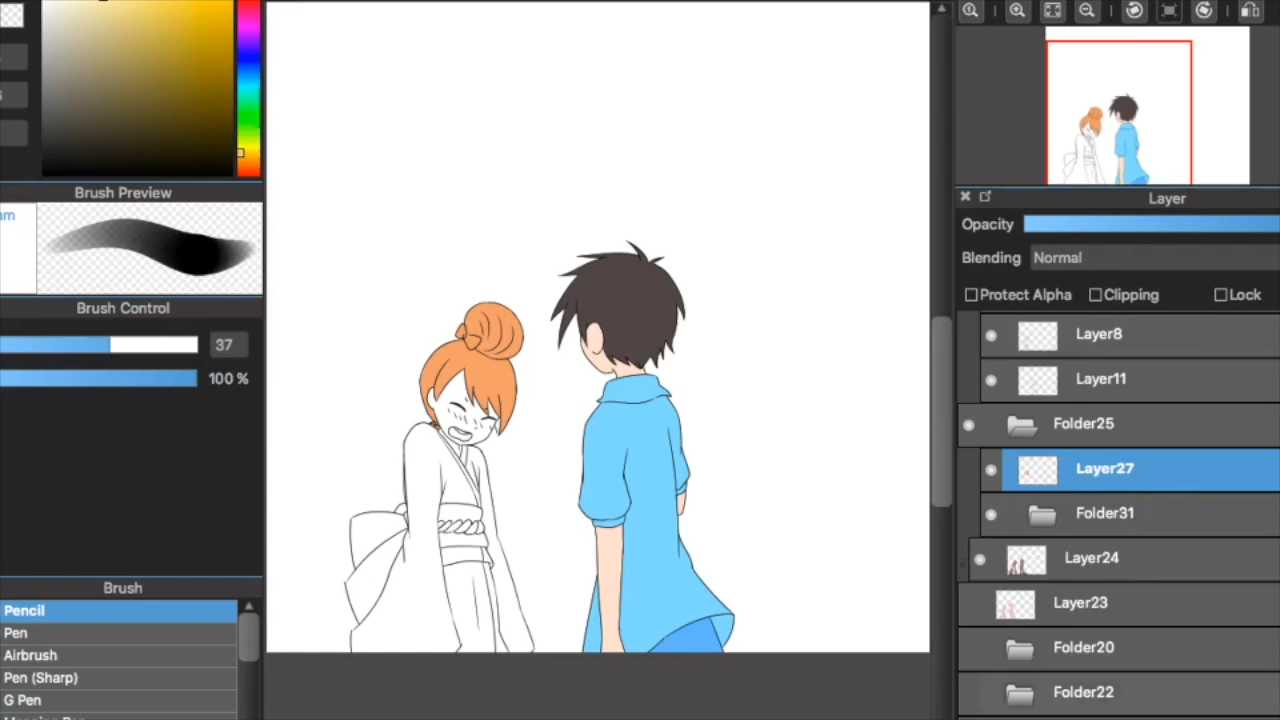 Brush Preview
mm
Brush Control
37
100 %
Brush
Pencil
Pen
Airbrush
Pen (Sharp)
G Pen
Layer
Opacity
Blending Normal
Protect Alpha Clipping Lock
Layer8
Layer11
Folder25
Layer27
Folder31
Layer24
Layer23
Folder20
Folder22